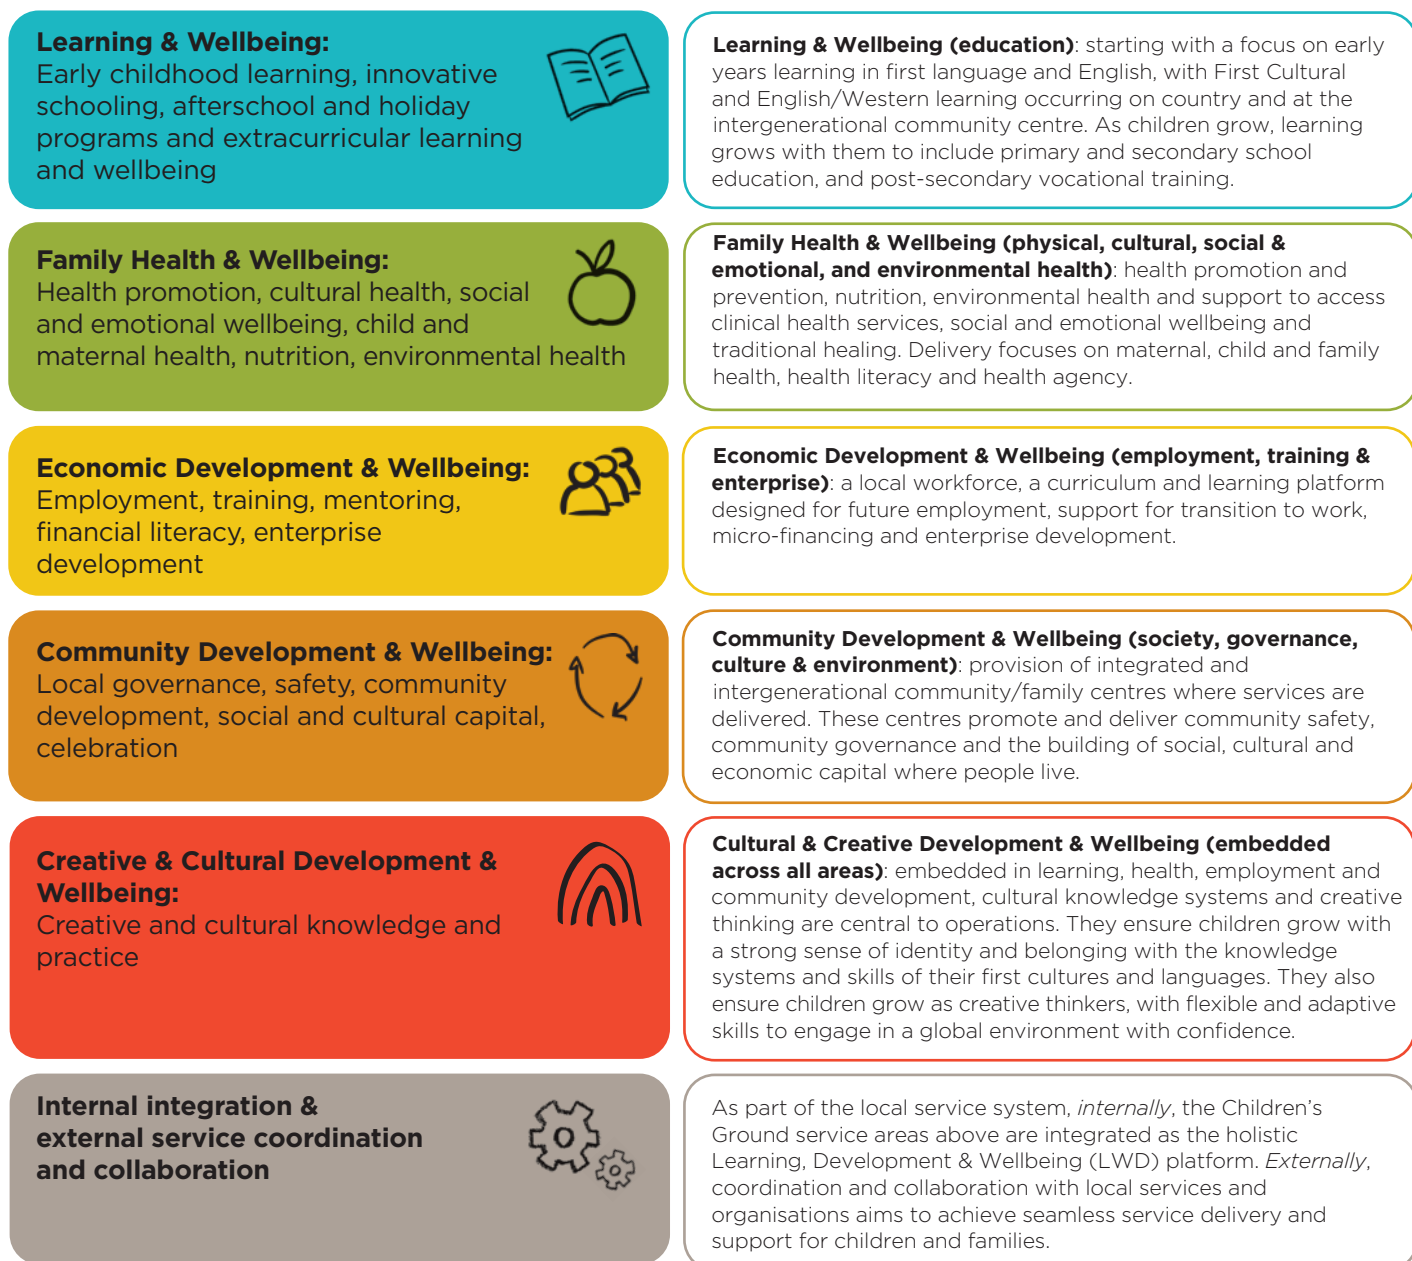 Learning & Wellbeing:
Early childhood learning, innovative
schooling, afterschool and holiday
programs and extracurricular learning
and wellbeing
Learning & Wellbeing (education): starting with a focus on early
years learning in first language and English, with First Cultural
and English/Western learning occurring on country and at the
intergenerational community centre. As children grow, learning
grows with them to include primary and secondary school
education, and post-secondary vocational training.
Family Health & Wellbeing:
Health promotion, cultural health, social
and emotional wellbeing, child and
maternal health, nutrition, environmental health
Family Health & Wellbeing (physical, cultural, social &
emotional, and environmental health): health promotion and
prevention, nutrition, environmental health and support to access
clinical health services, social and emotional wellbeing and
traditional healing. Delivery focuses on maternal, child and family
health, health literacy and health agency.
Economic Development & Wellbeing:
Employment, training, mentoring,
financial literacy, enterprise
development
Economic Development & Wellbeing (employment, training &
enterprise): a local workforce, a curriculum and learning platform
designed for future employment, support for transition to work,
micro-financing and enterprise development.
Community Development & Wellbeing:
Local governance, safety, community
development, social and cultural capital,
celebration
Community Development & Wellbeing (society, governance,
culture & environment): provision of integrated and
intergenerational community/family centres where services are
delivered. These centres promote and deliver community safety,
community governance and the building of social, cultural and
economic capital where people live.
Creative & Cultural Development &
Wellbeing:
Creative and cultural knowledge and
practice
Cultural & Creative Development & Wellbeing (embedded
across all areas): embedded in learning, health, employment and
community development, cultural knowledge systems and creative
thinking are central to operations. They ensure children grow with
a strong sense of identity and belonging with the knowledge
systems and skills of their first cultures and languages. They also
ensure children grow as creative thinkers, with flexible and adaptive
skills to engage in a global environment with confidence.
Internal integration &
external service coordination
and collaboration
As part of the local service system, internally, the Children's
Ground service areas above are integrated as the holistic
Learning, Development & Wellbeing (LWD) platform. Externally,
coordination and collaboration with local services and
organisations aims to achieve seamless service delivery and
support for children and families.